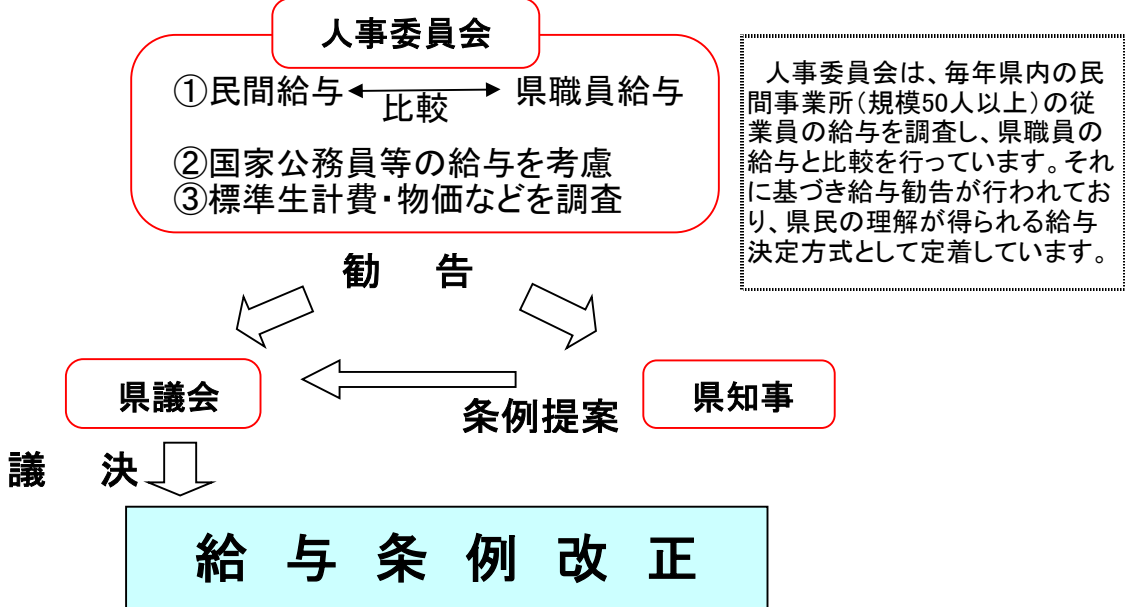 人事委員会
①民間給与 県職員給与
比較
②国家公務員等の給与を考慮
③標準生計費・物価などを調査
人事委員会は、毎年県内の民
間事業所(規模50人以上)の従
業員の給与を調査し、県職員の
給与と比較を行っています。それ
に基づき給与勧告が行われてお
り、県民の理解が得られる給与
決定方式として定着しています。
勧 告
県議会
県知事
条例提案
議 決
給 与 条 例 改 正